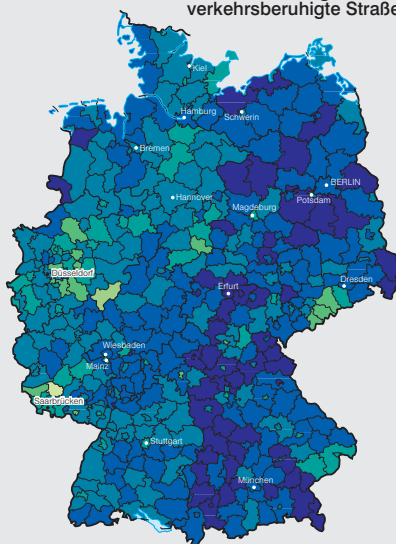 verkehrsberuhigte Straße
Kiel
Hamburg
Schwerin
Bremen
BERLIN
Hannover
Potsdam
Magdeburg
Düsseldorf
Dresden
Erfurt
Wiesbaden
Mainz
Saarbrücken
Stuttgart
München